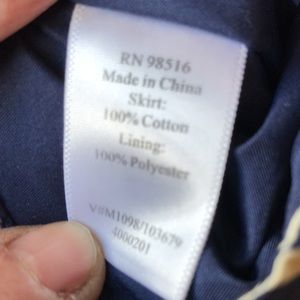 RN 98516
Made in China
Skirt:
100% Cotton
Lining:
100% Polyester
V#M1098/103679
4000201